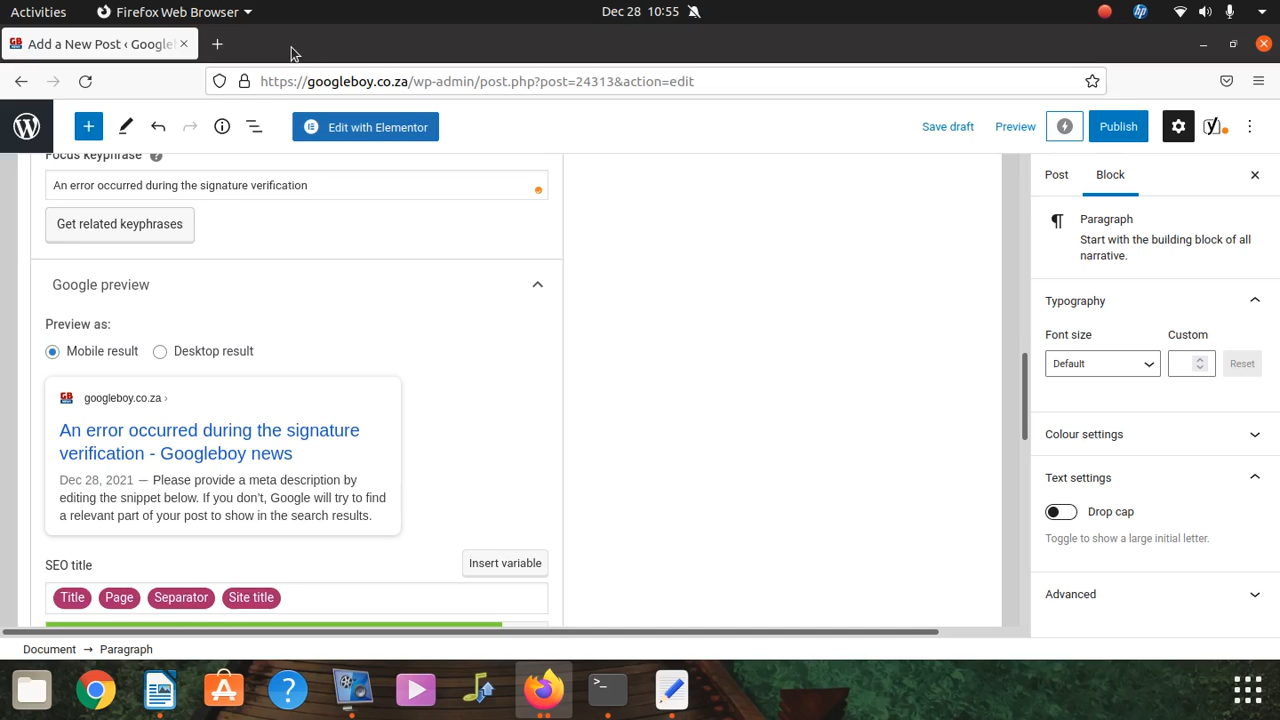 Activities
Firefox Web Browser
Dec 28 10:55
hp
GB NEWS
Add a New Post ‹ Googlel
https://googleboy.co.za/wp-admin/post.php?post=24313&action=edit
Edit with Elementor
Save draft
Preview
Publish
Focus keyphrase
An error occurred during the signature verification
Get related keyphrases
Google preview
Preview as:
Mobile result
Desktop result
GB NEWS
googleboy.co.za ›
An error occurred during the signature
verification - Googleboy news
Dec 28, 2021 — Please provide a meta description by
editing the snippet below. If you don’t, Google will try to find
a relevant part of your post to show in the search results.
SEO title
Insert variable
Title
Page
Separator
Site title
Post
Block
Paragraph
Start with the building block of all
narrative.
Typography
Font size
Custom
Default
Reset
Colour settings
Text settings
Drop cap
Toggle to show a large initial letter.
Advanced
Document → Paragraph